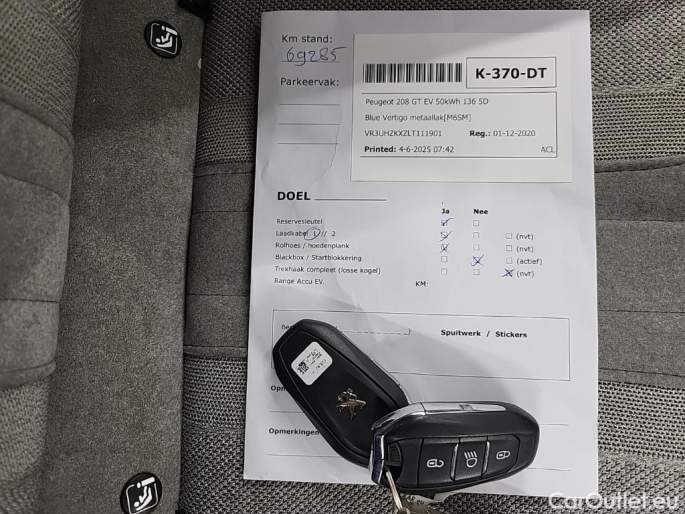 Km stand:
69285
Parkeervak:
K-370-DT
Peugeot 208 GT EV 50kWh 136 5D
Blue Vertigo metaallak[M6SM]
VR3UHZKXZLT111901 Reg.: 01-12-2020
Printed: 4-6-2025 07:42 ACL
DOEL
Ja Nee
Reservesleutel
Laadkabel 1 // 2 (nvt)
Rolhoes / hoedenplank (nvt)
Blackbox / Startblokkering (actief)
Trekhaak compleet (losse kogel) (nvt)
Range Accu EV. KM:
Spuitwerk / Stickers
Opmerkingen
CarOutlet.eu